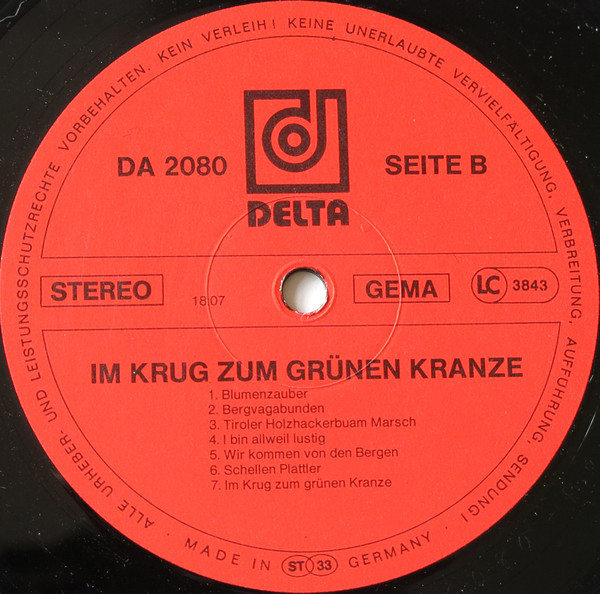 ALLE URHEBER- UND LEISTUNGSSCHUTZRECHTE VORBEHALTEN. KEIN VERLEIH! KEINE UNERLAUBTE VERVIELFÄLTIGUNG, VERBREITUNG, AUFFÜHRUNG, SENDUNG!
DA 2080
DELTA
SEITE B
STEREO
18 07
GEMA
LC 3843
IM KRUG ZUM GRÜNEN KRANZE
1. Blumenzauber
2. Bergvagabunden
3. Tiroler Holzhackerbuam Marsch
4. I bin allweil lustig
5. Wir kommen von den Bergen
6. Schellen Plattler
7. Im Krug zum grünen Kranze
· MADE IN ST 33 GERMANY ·